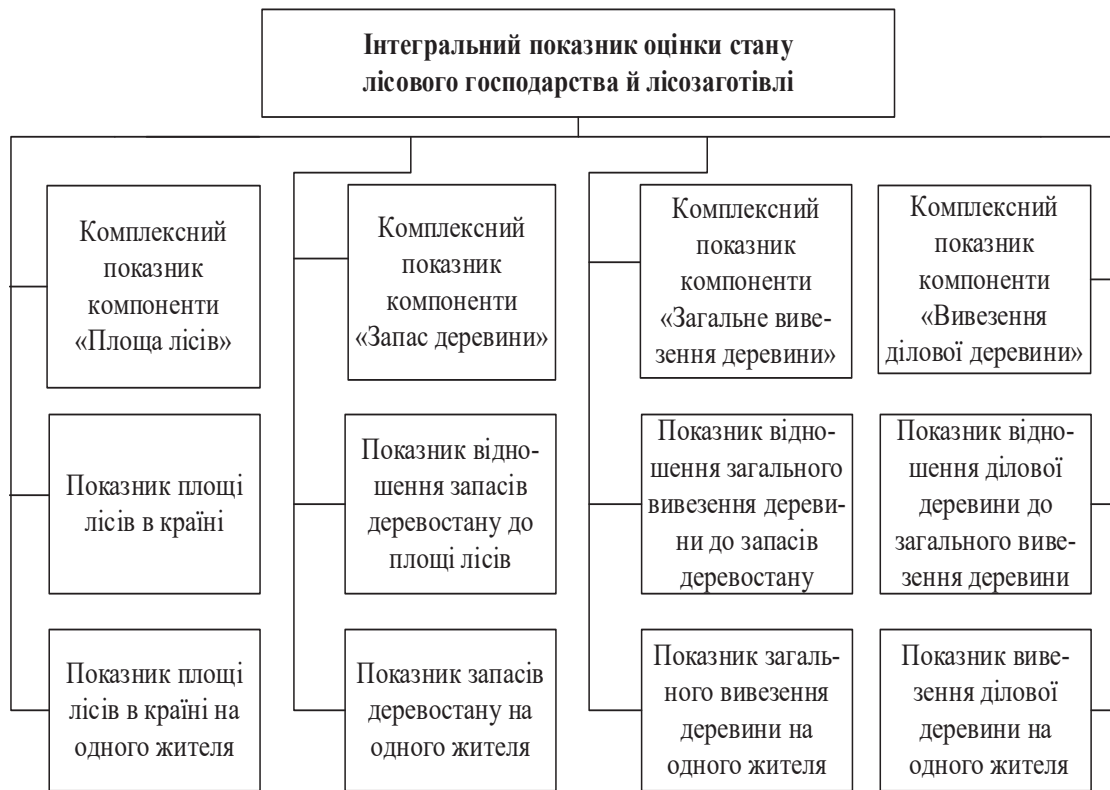 Інтегральний показник оцінки стану
лісового господарства й лісозаготівлі
Комплексний
показник
компоненти
«Площа лісів»
Комплексний
показник
компоненти
«Запас деревини»
Комплексний
показник
компоненти
«Загальне виве-
зення деревини»
Комплексний
показник
компоненти
«Вивезення
ділової деревини»
Показник площі
лісів в країні
Показник відно-
шення запасів
деревостану до
площі лісів
Показник відно-
шення загального
вивезення дереви-
ни до запасів
деревостану
Показник відно-
шення ділової
деревини до
загального виве-
зення деревини
Показник площі
лісів в країні на
одного жителя
Показник запасів
деревостану на
одного жителя
Показник загаль-
ного вивезення
деревини на
одного жителя
Показник виве-
зення ділової
деревини на
одного жителя